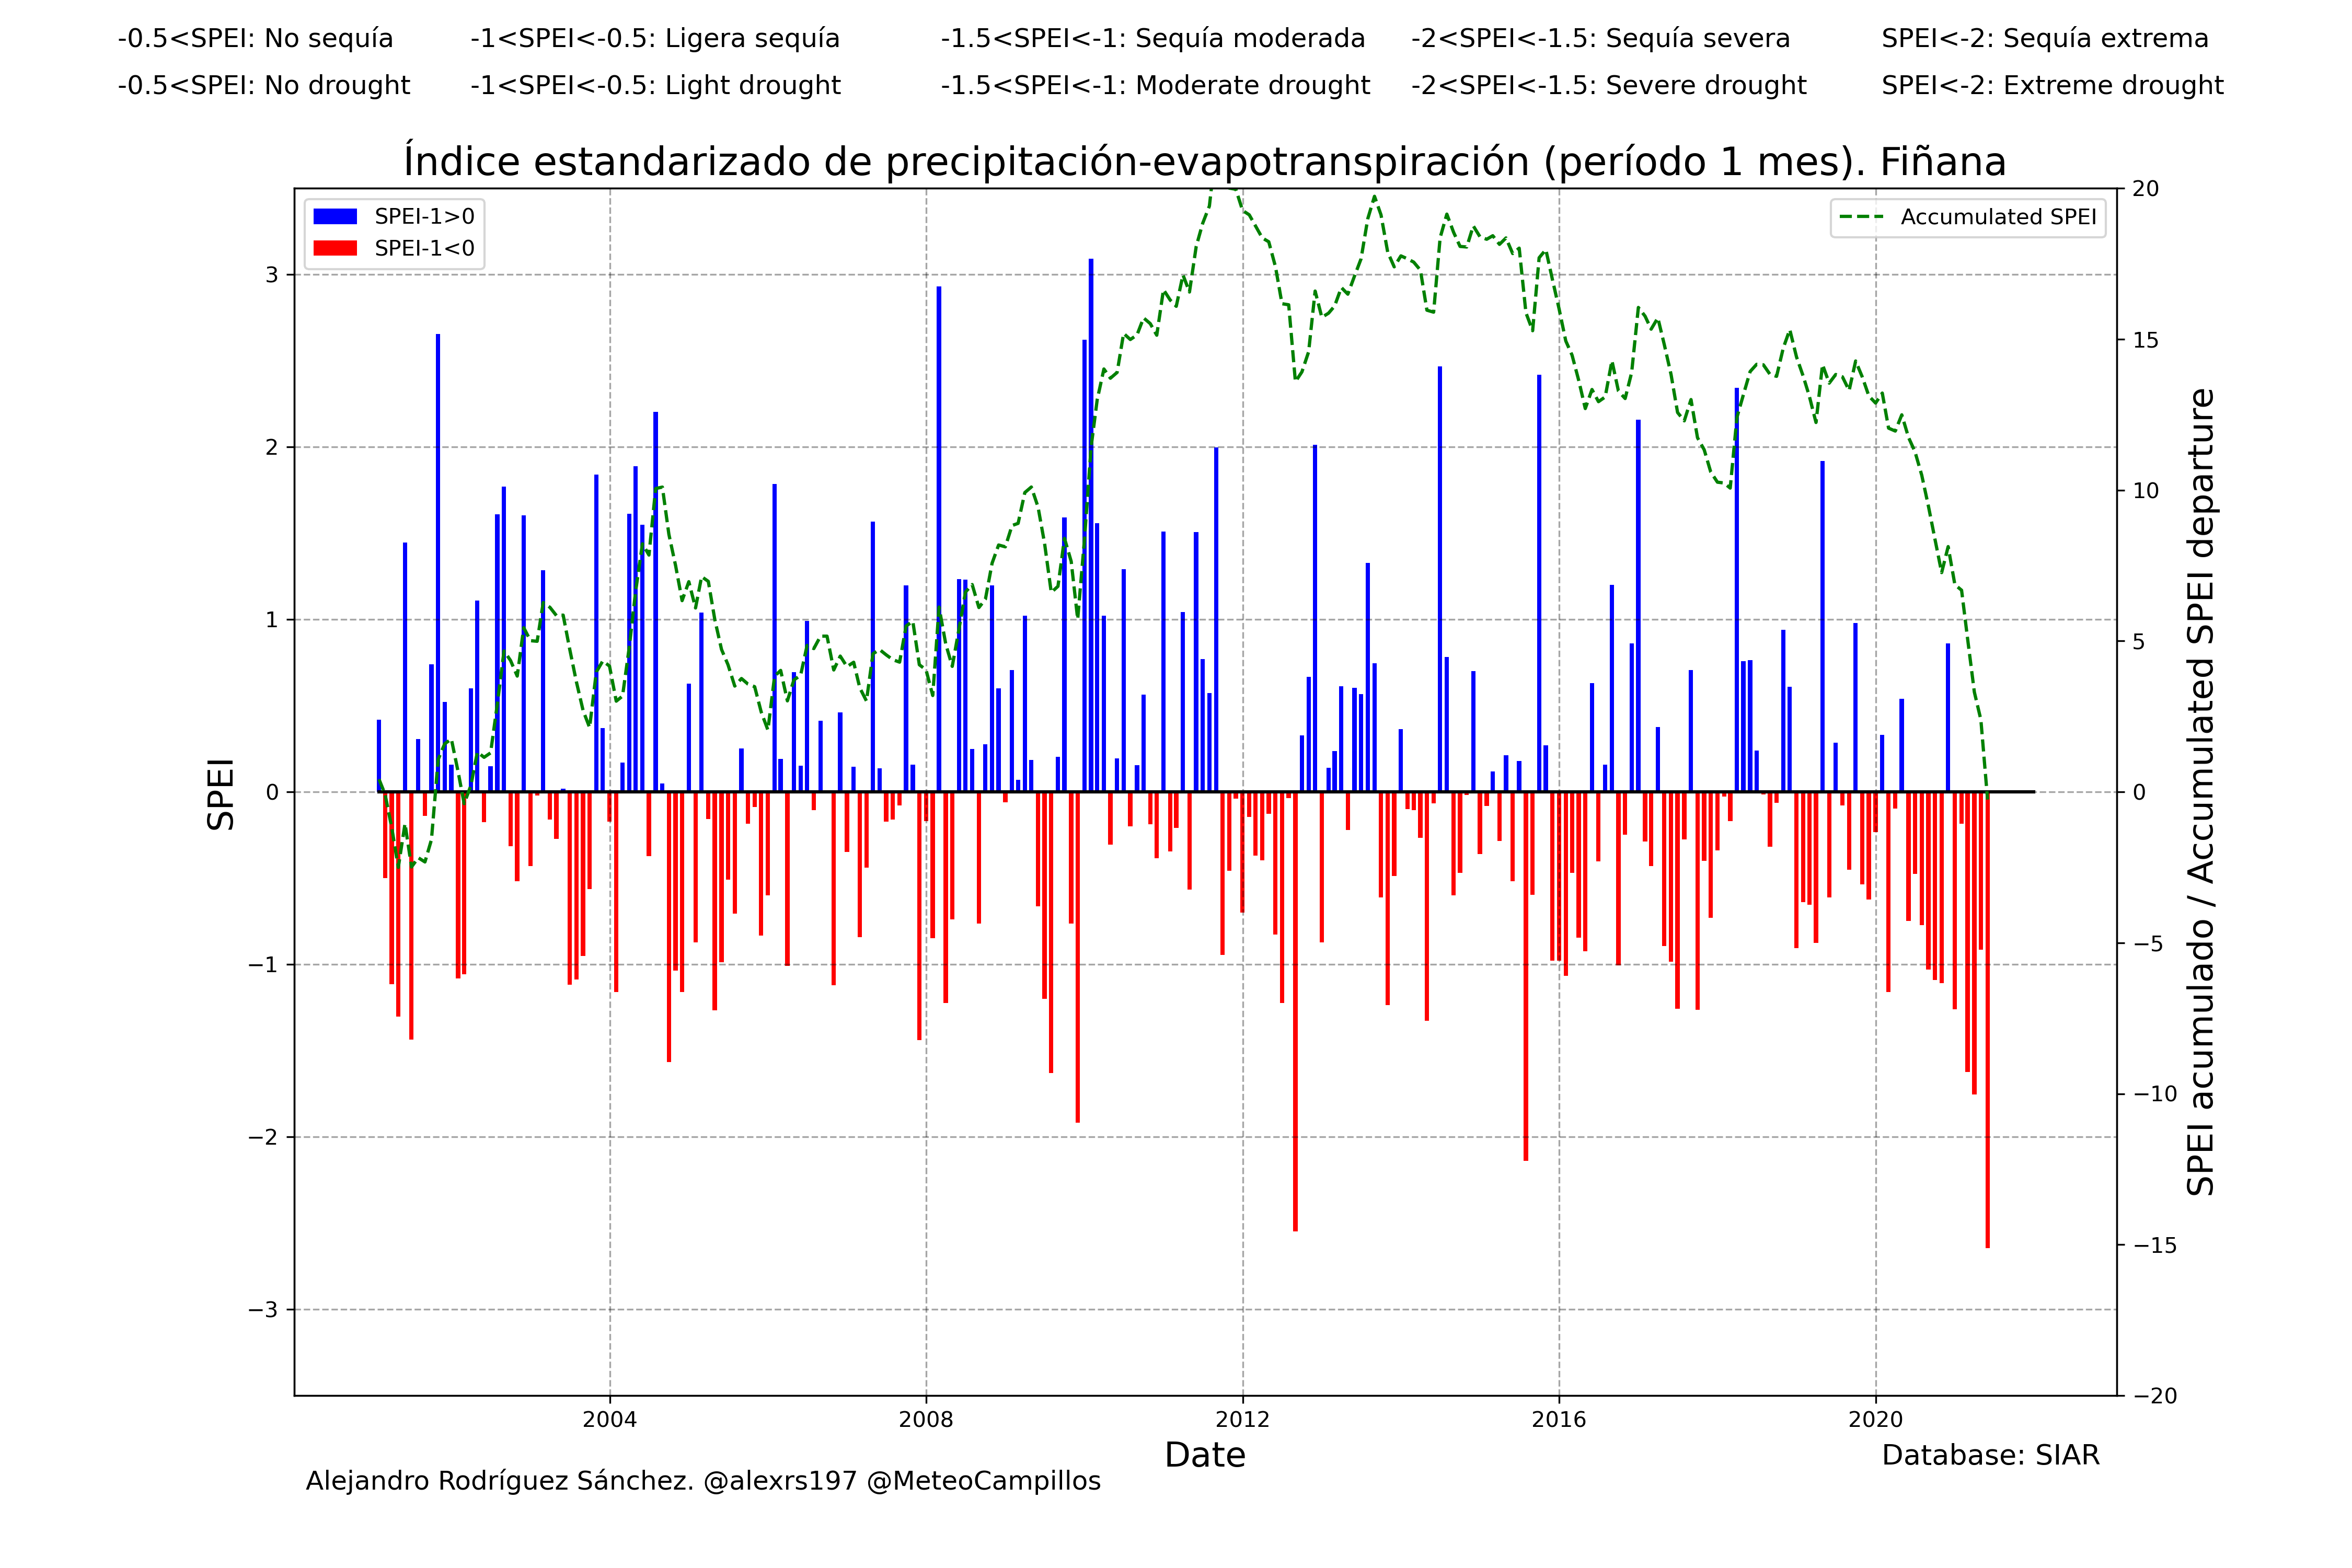 -0.5<SPEI: No sequía -1<SPEI<-0.5: Ligera sequía -1.5<SPEI<-1: Sequía moderada -2<SPEI<-1.5: Sequía severa SPEI<-2: Sequía extrema
-0.5<SPEI: No drought -1<SPEI<-0.5: Light drought -1.5<SPEI<-1: Moderate drought -2<SPEI<-1.5: Severe drought SPEI<-2: Extreme drought
Índice estandarizado de precipitación-evapotranspiración (período 1 mes). Fiñana
SPEI-1>0
SPEI-1<0
Accumulated SPEI
SPEI
3
2
1
0
−1
−2
−3
20
15
10
5
0
−5
−10
−15
−20
SPEI acumulado / Accumulated SPEI departure
2004 2008 2012 2016 2020
Date
Database: SIAR
Alejandro Rodríguez Sánchez. @alexrs197 @MeteoCampillos